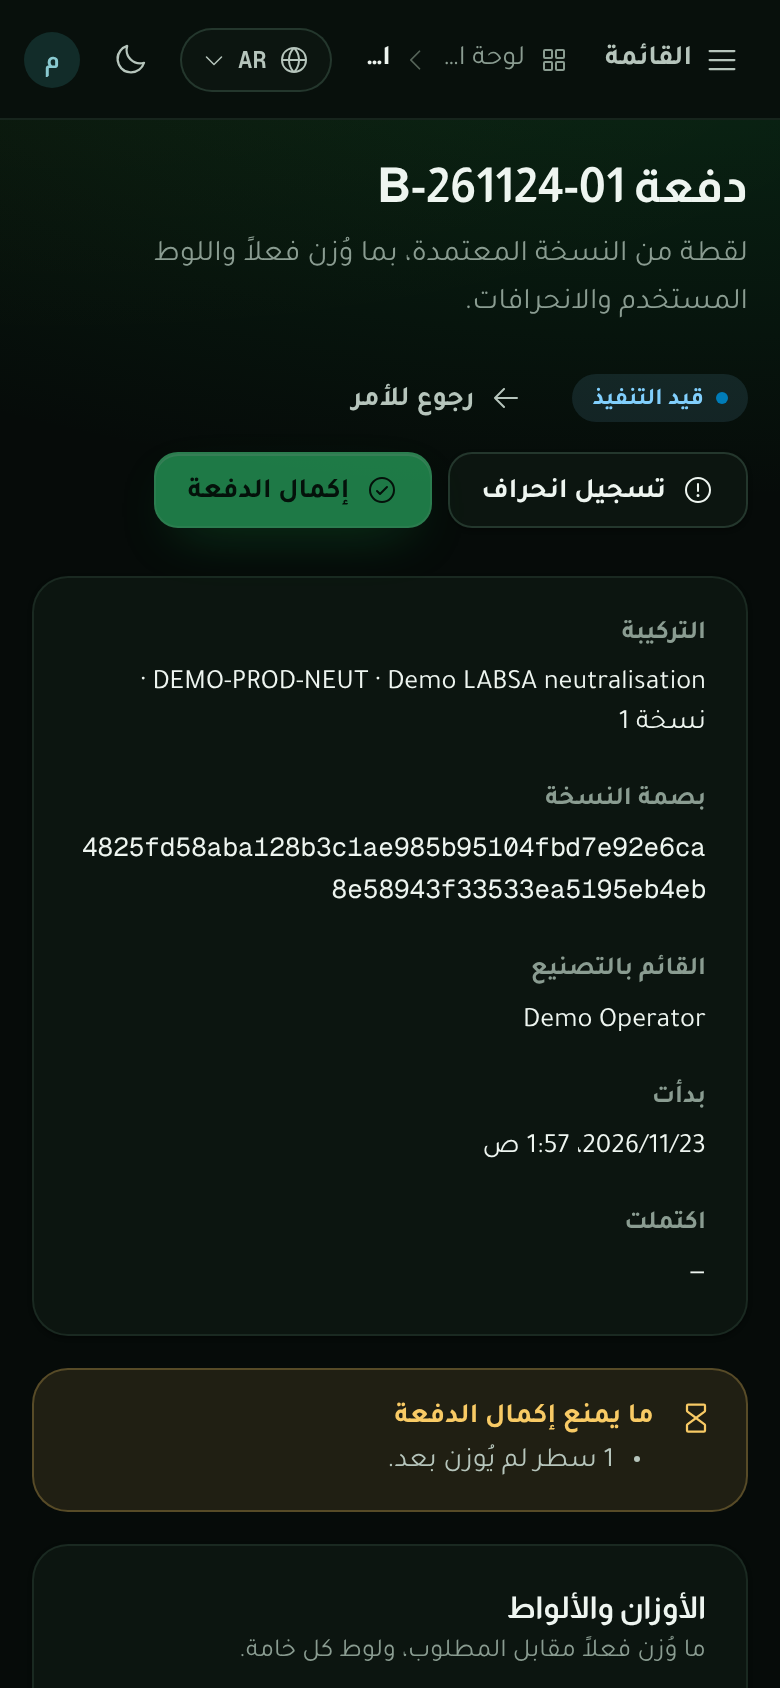 القائمة
لوحة ا...
ا...
AR
م
دفعة B-261124-01
لقطة من النسخة المعتمدة، بما وُزن فعلاً واللوط
المستخدم والانحرافات.
قيد التنفيذ
رجوع للأمر
تسجيل انحراف
إكمال الدفعة
التركيبة
DEMO-PROD-NEUT · Demo LABSA neutralisation ·
نسخة 1
بصمة النسخة
4825fd58aba128b3c1ae985b95104fbd7e92e6ca
8e58943f33533ea5195eb4eb
القائم بالتصنيع
Demo Operator
بدأت
2026/11/23، 1:57 ص
اكتملت
—
ما يمنع إكمال الدفعة
• 1 سطر لم يُوزن بعد.
الأوزان والألواط
ما وُزن فعلاً مقابل المطلوب، ولوط كل خامة.